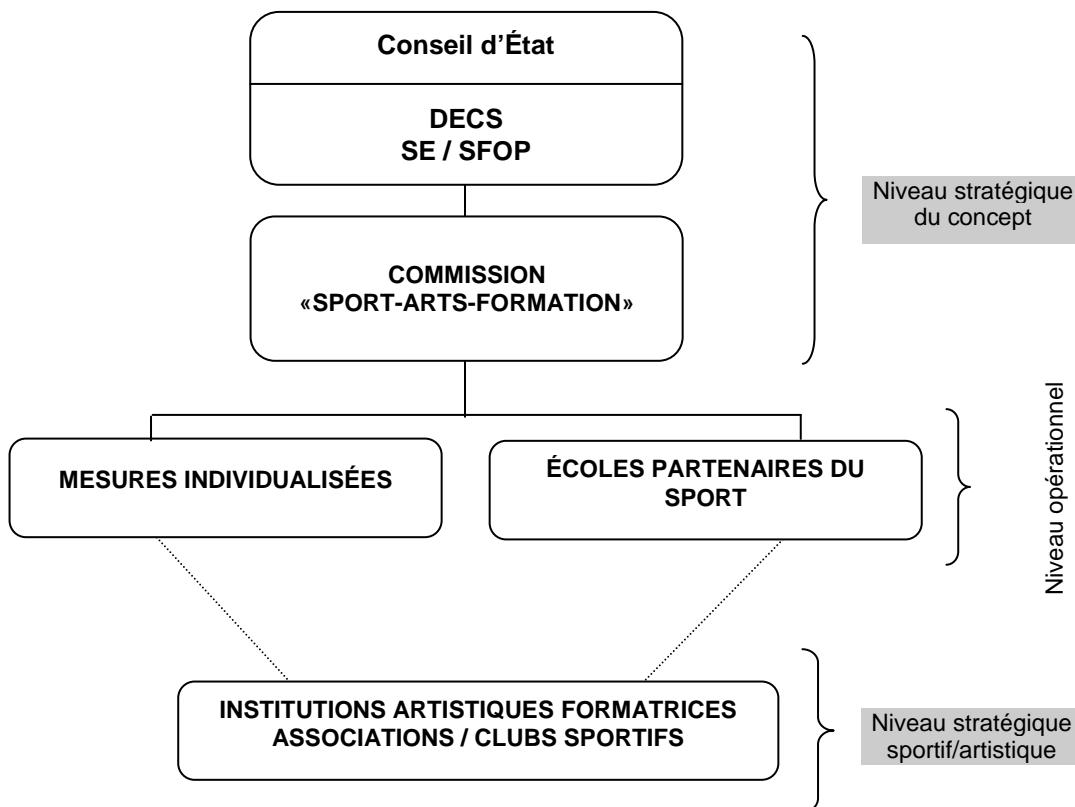 Conseil d’État
DECS
SE / SFOP
Niveau stratégique
du concept
COMMISSION
«SPORT-ARTS-FORMATION»
Niveau opérationnel
MESURES INDIVIDUALISÉES
ÉCOLES PARTENAIRES DU
SPORT
INSTITUTIONS ARTISTIQUES FORMATRICES
ASSOCIATIONS / CLUBS SPORTIFS
Niveau stratégique
sportif/artistique